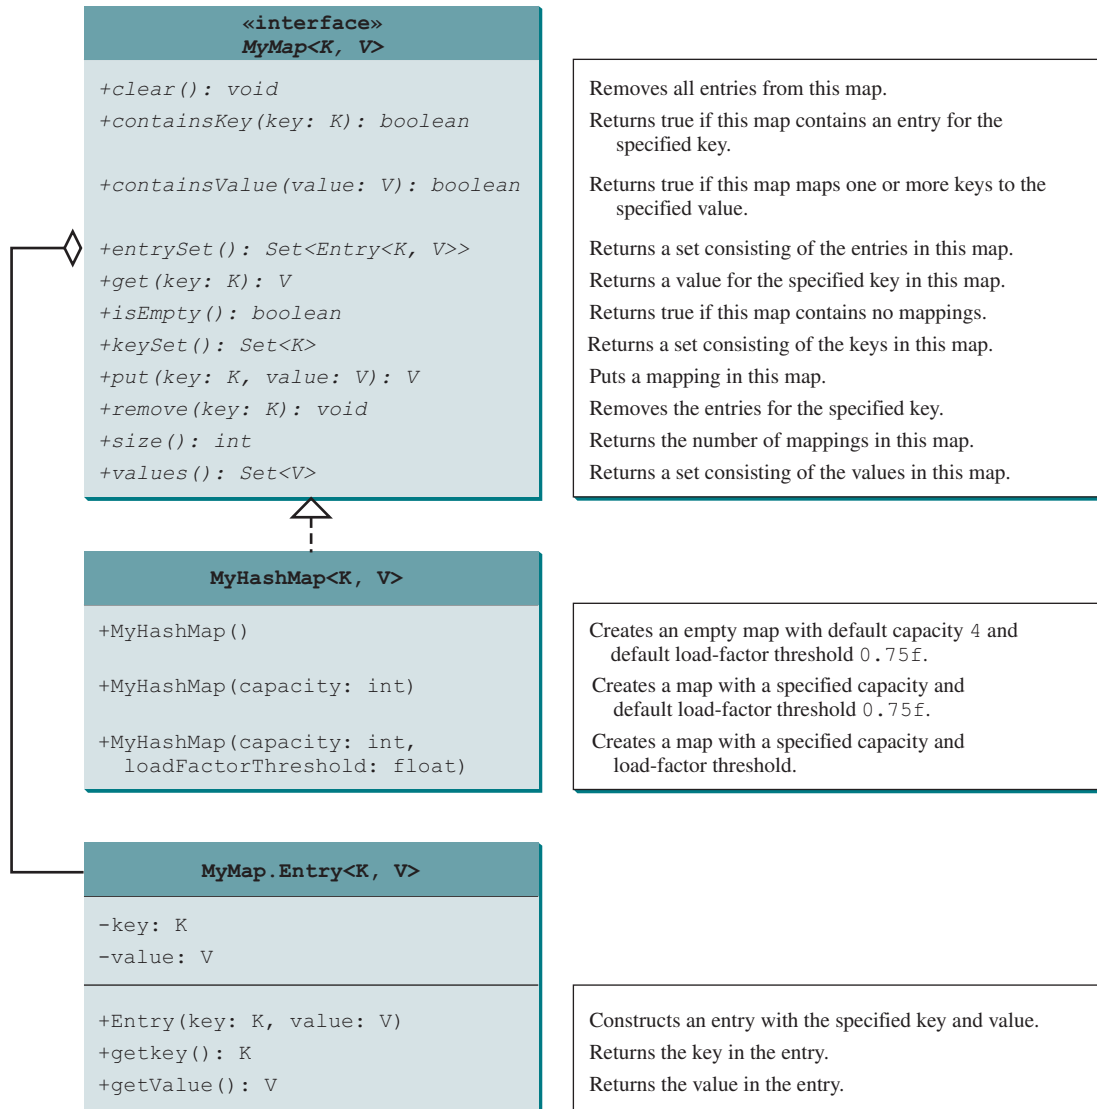 «interface»
MyMap<K, V>
+clear(): void
+containsKey(key: K): boolean
+containsValue(value: V): boolean
+entrySet(): Set<Entry<K, V>>
+get(key: K): V
+isEmpty(): boolean
+keySet(): Set<K>
+put(key: K, value: V): V
+remove(key: K): void
+size(): int
+values(): Set<V>
Removes all entries from this map.
Returns true if this map contains an entry for the
specified key.
Returns true if this map maps one or more keys to the
specified value.
Returns a set consisting of the entries in this map.
Returns a value for the specified key in this map.
Returns true if this map contains no mappings.
Returns a set consisting of the keys in this map.
Puts a mapping in this map.
Removes the entries for the specified key.
Returns the number of mappings in this map.
Returns a set consisting of the values in this map.
MyHashMap<K, V>
+MyHashMap()
+MyHashMap(capacity: int)
+MyHashMap(capacity: int,
loadFactorThreshold: float)
Creates an empty map with default capacity 4 and
default load-factor threshold 0.75f.
Creates a map with a specified capacity and
default load-factor threshold 0.75f.
Creates a map with a specified capacity and
load-factor threshold.
MyMap.Entry<K, V>
-key: K
-value: V
+Entry(key: K, value: V)
+getkey(): K
+getValue(): V
Constructs an entry with the specified key and value.
Returns the key in the entry.
Returns the value in the entry.